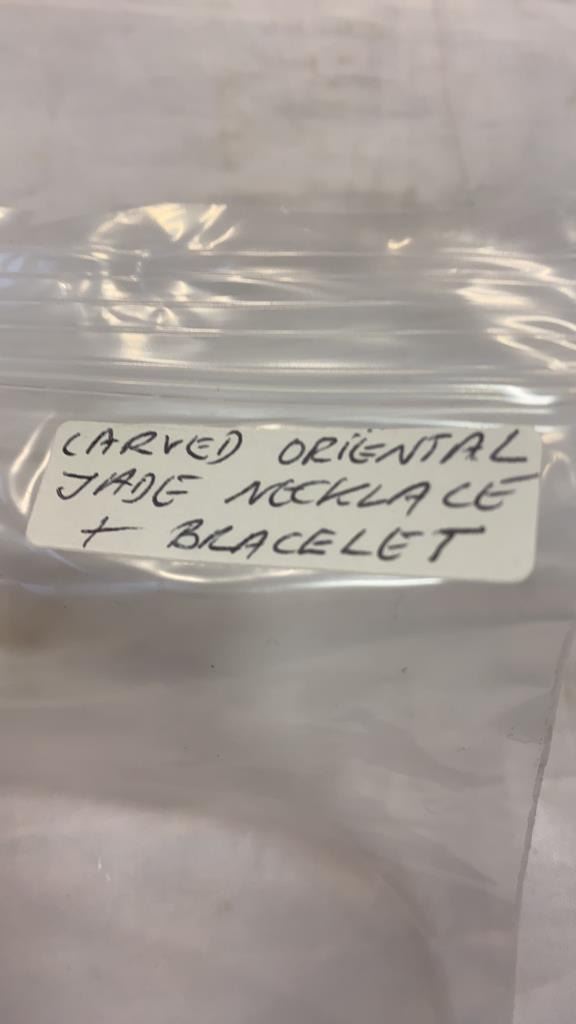 CARVED ORIENTAL
JADE NECKLACE
+ BRACELET